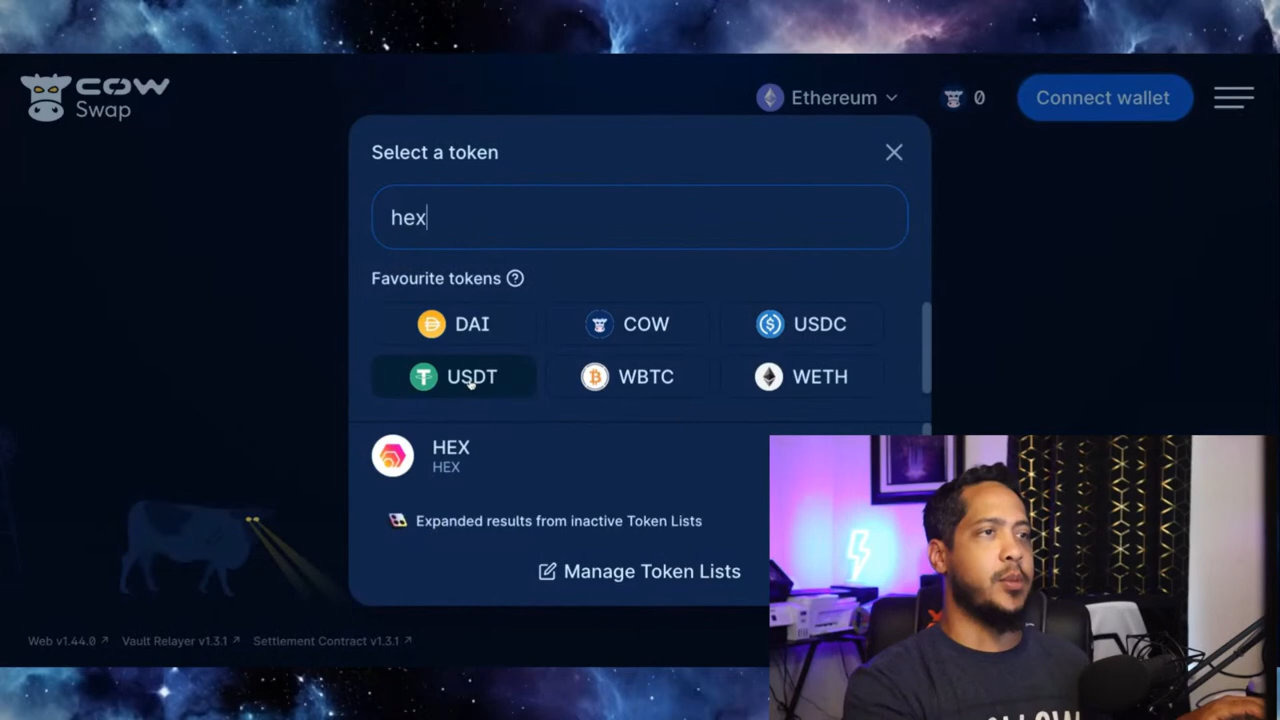 COW
Swap
Ethereum
0
Connect wallet
Select a token
hex
Favourite tokens ?
DAI
COW
USDC
USDT
WBTC
WETH
HEX
HEX
Expanded results from inactive Token Lists
Manage Token Lists
Web v1.44.0 ↗ Vault Relayer v1.3.1 ↗ Settlement Contract v1.3.1 ↗